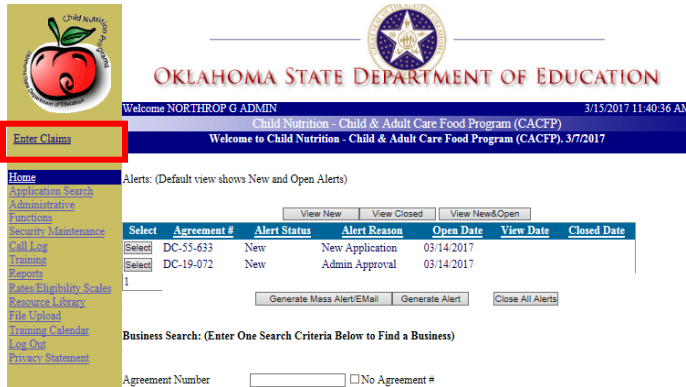 Child Nutrition Programs
Oklahoma
Department of Education
OKLAHOMA STATE DEPARTMENT OF EDUCATION
Welcome NORTHROP G ADMIN 3/15/2017 11:40:36 AM
Child Nutrition - Child & Adult Care Food Program (CACFP)
Enter Claims
Welcome to Child Nutrition - Child & Adult Care Food Program (CACFP). 3/7/2017
Home
Application Search
Administrative
Functions
Security Maintenance
Call Log
Training
Reports
Rates/Eligibility Scales
Resource Library
File Upload
Training Calendar
Log Out
Privacy Statement
Alerts: (Default view shows New and Open Alerts)
View New View Closed View New&Open
Select Agreement # Alert Status Alert Reason Open Date View Date Closed Date
Select DC-55-633 New New Application 03/14/2017
Select DC-19-072 New Admin Approval 03/14/2017
1
Generate Mass Alert/EMail Generate Alert Close All Alerts
Business Search: (Enter One Search Criteria Below to Find a Business)
Agreement Number No Agreement #